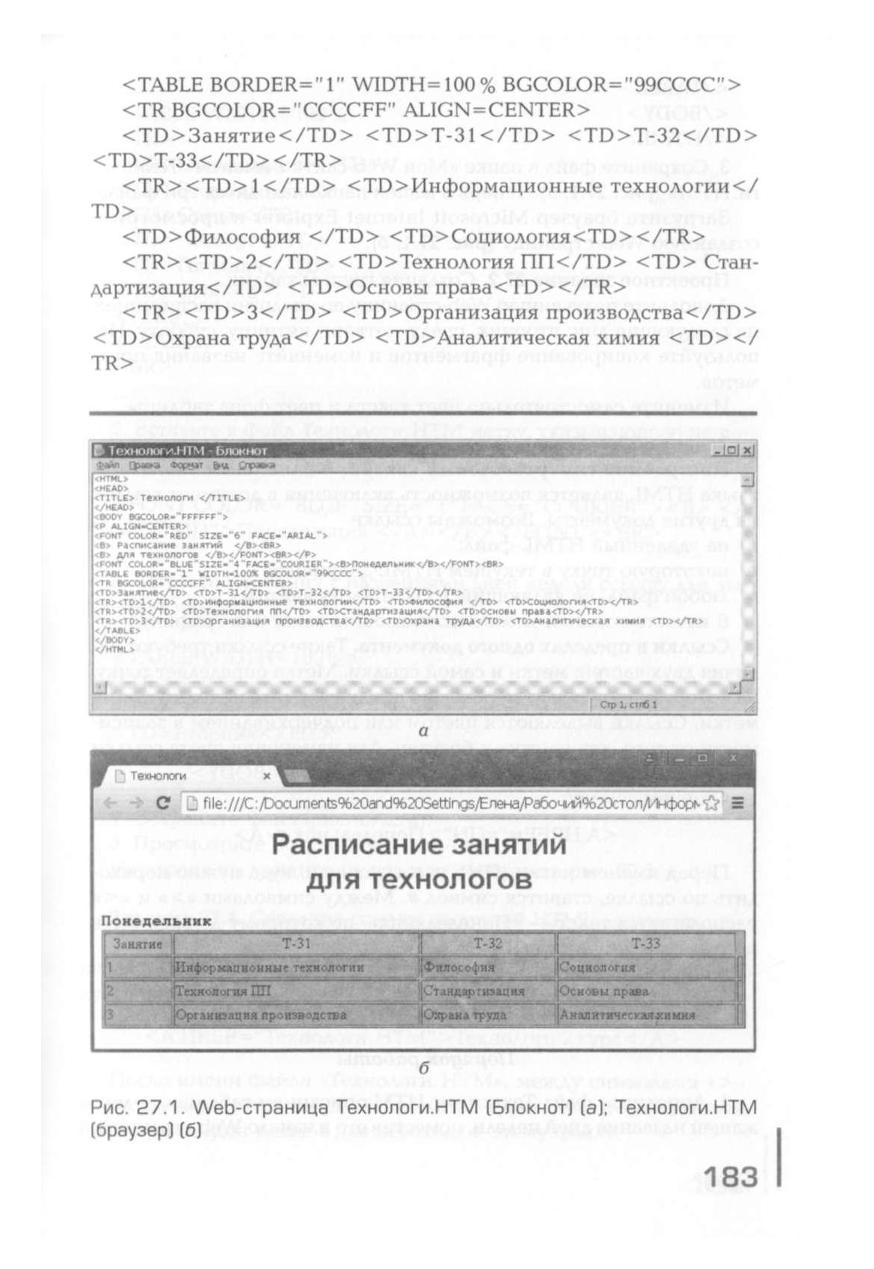 <TABLE BORDER="1" WIDTH=100 % BGCOLOR="99CCCC">
<TR BGCOLOR="CCCCFF" ALIGN=CENTER>
<TD>Занятие</TD> <TD>Т-31</TD> <TD>Т-32</TD>
<TD>Т-33</TD></TR>
<TR><TD>1</TD> <TD>Информационные технологии</
TD>
<TD>Философия </TD> <TD>Социология<TD></TR>
<TR><TD>2</TD> <TD>Технология ПП</TD> <TD> Стан-
дартизация</TD> <TD>Основы права<TD></TR>
<TR><TD>3</TD> <TD>Организация производства</TD>
<TD>Охрана труда</TD> <TD>Аналитическая химия <TD></
TR>
Технологи.HTM - Блокнот
Файл Правка Формат Вид Справка
<HTML>
<HEAD>
<TITLE> Технологи </TITLE>
</HEAD>
<BODY BGCOLOR="FFFFFF">
<P ALIGN=CENTER>
<FONT COLOR="RED" SIZE="6" FACE="ARIAL">
<B> Расписание занятий </B><BR>
<B> для технологов </B></FONT><BR></P>
<FONT COLOR="BLUE"SIZE="4"FACE="COURIER"><B>Понедельник</B></FONT><BR>
<TABLE BORDER="1" WIDTH=100% BGCOLOR="99CCCC">
<TR BGCOLOR="CCCCFF" ALIGN=CENTER>
<TD>Занятие</TD> <TD>Т-31</TD> <TD>Т-32</TD> <TD>Т-33</TD></TR>
<TR><TD>1</TD> <TD>Информационные технологии</TD> <TD>Философия </TD> <TD>Социология<TD></TR>
<TR><TD>2</TD> <TD>Технология ПП</TD> <TD>Стандартизация</TD> <TD>Основы права<TD></TR>
<TR><TD>3</TD> <TD>Организация производства</TD> <TD>Охрана труда</TD> <TD>Аналитическая химия <TD></TR>
</TABLE>
</BODY>
</HTML>
Стр 1, стлб 1
а
Технологи
file:///C:/Documents%20and%20Settings/Елена/Рабочий%20стол/Информ
Расписание занятий
для технологов
Понедельник
Занятие Т-31 Т-32 Т-33
1 Информационные технологии Философия Социология
2 Технология ПП Стандартизация Основы права
3 Организация производства Охрана труда Аналитическая химия
б
Рис. 27.1. Web-страница Технологи.HTM (Блокнот) (а); Технологи.HTM
(браузер) (б)
183